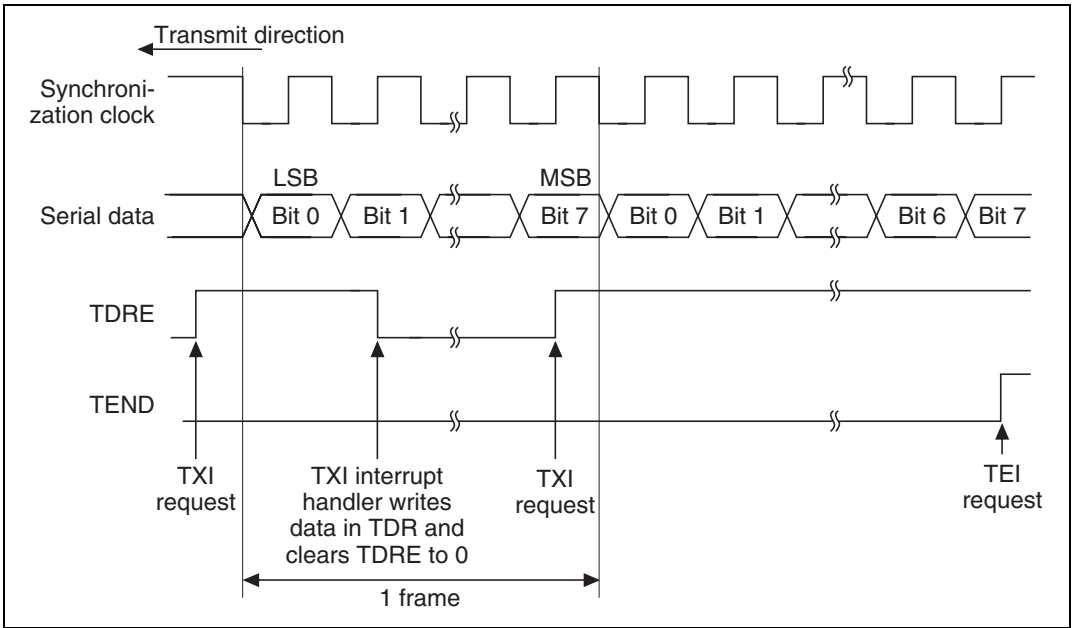 Transmit direction
Synchroni-
zation clock
LSB
MSB
Serial data
Bit 0
Bit 1
Bit 7
Bit 0
Bit 1
Bit 6
Bit 7
TDRE
TEND
TXI
request
TXI interrupt
handler writes
data in TDR and
clears TDRE to 0
TXI
request
TEI
request
1 frame